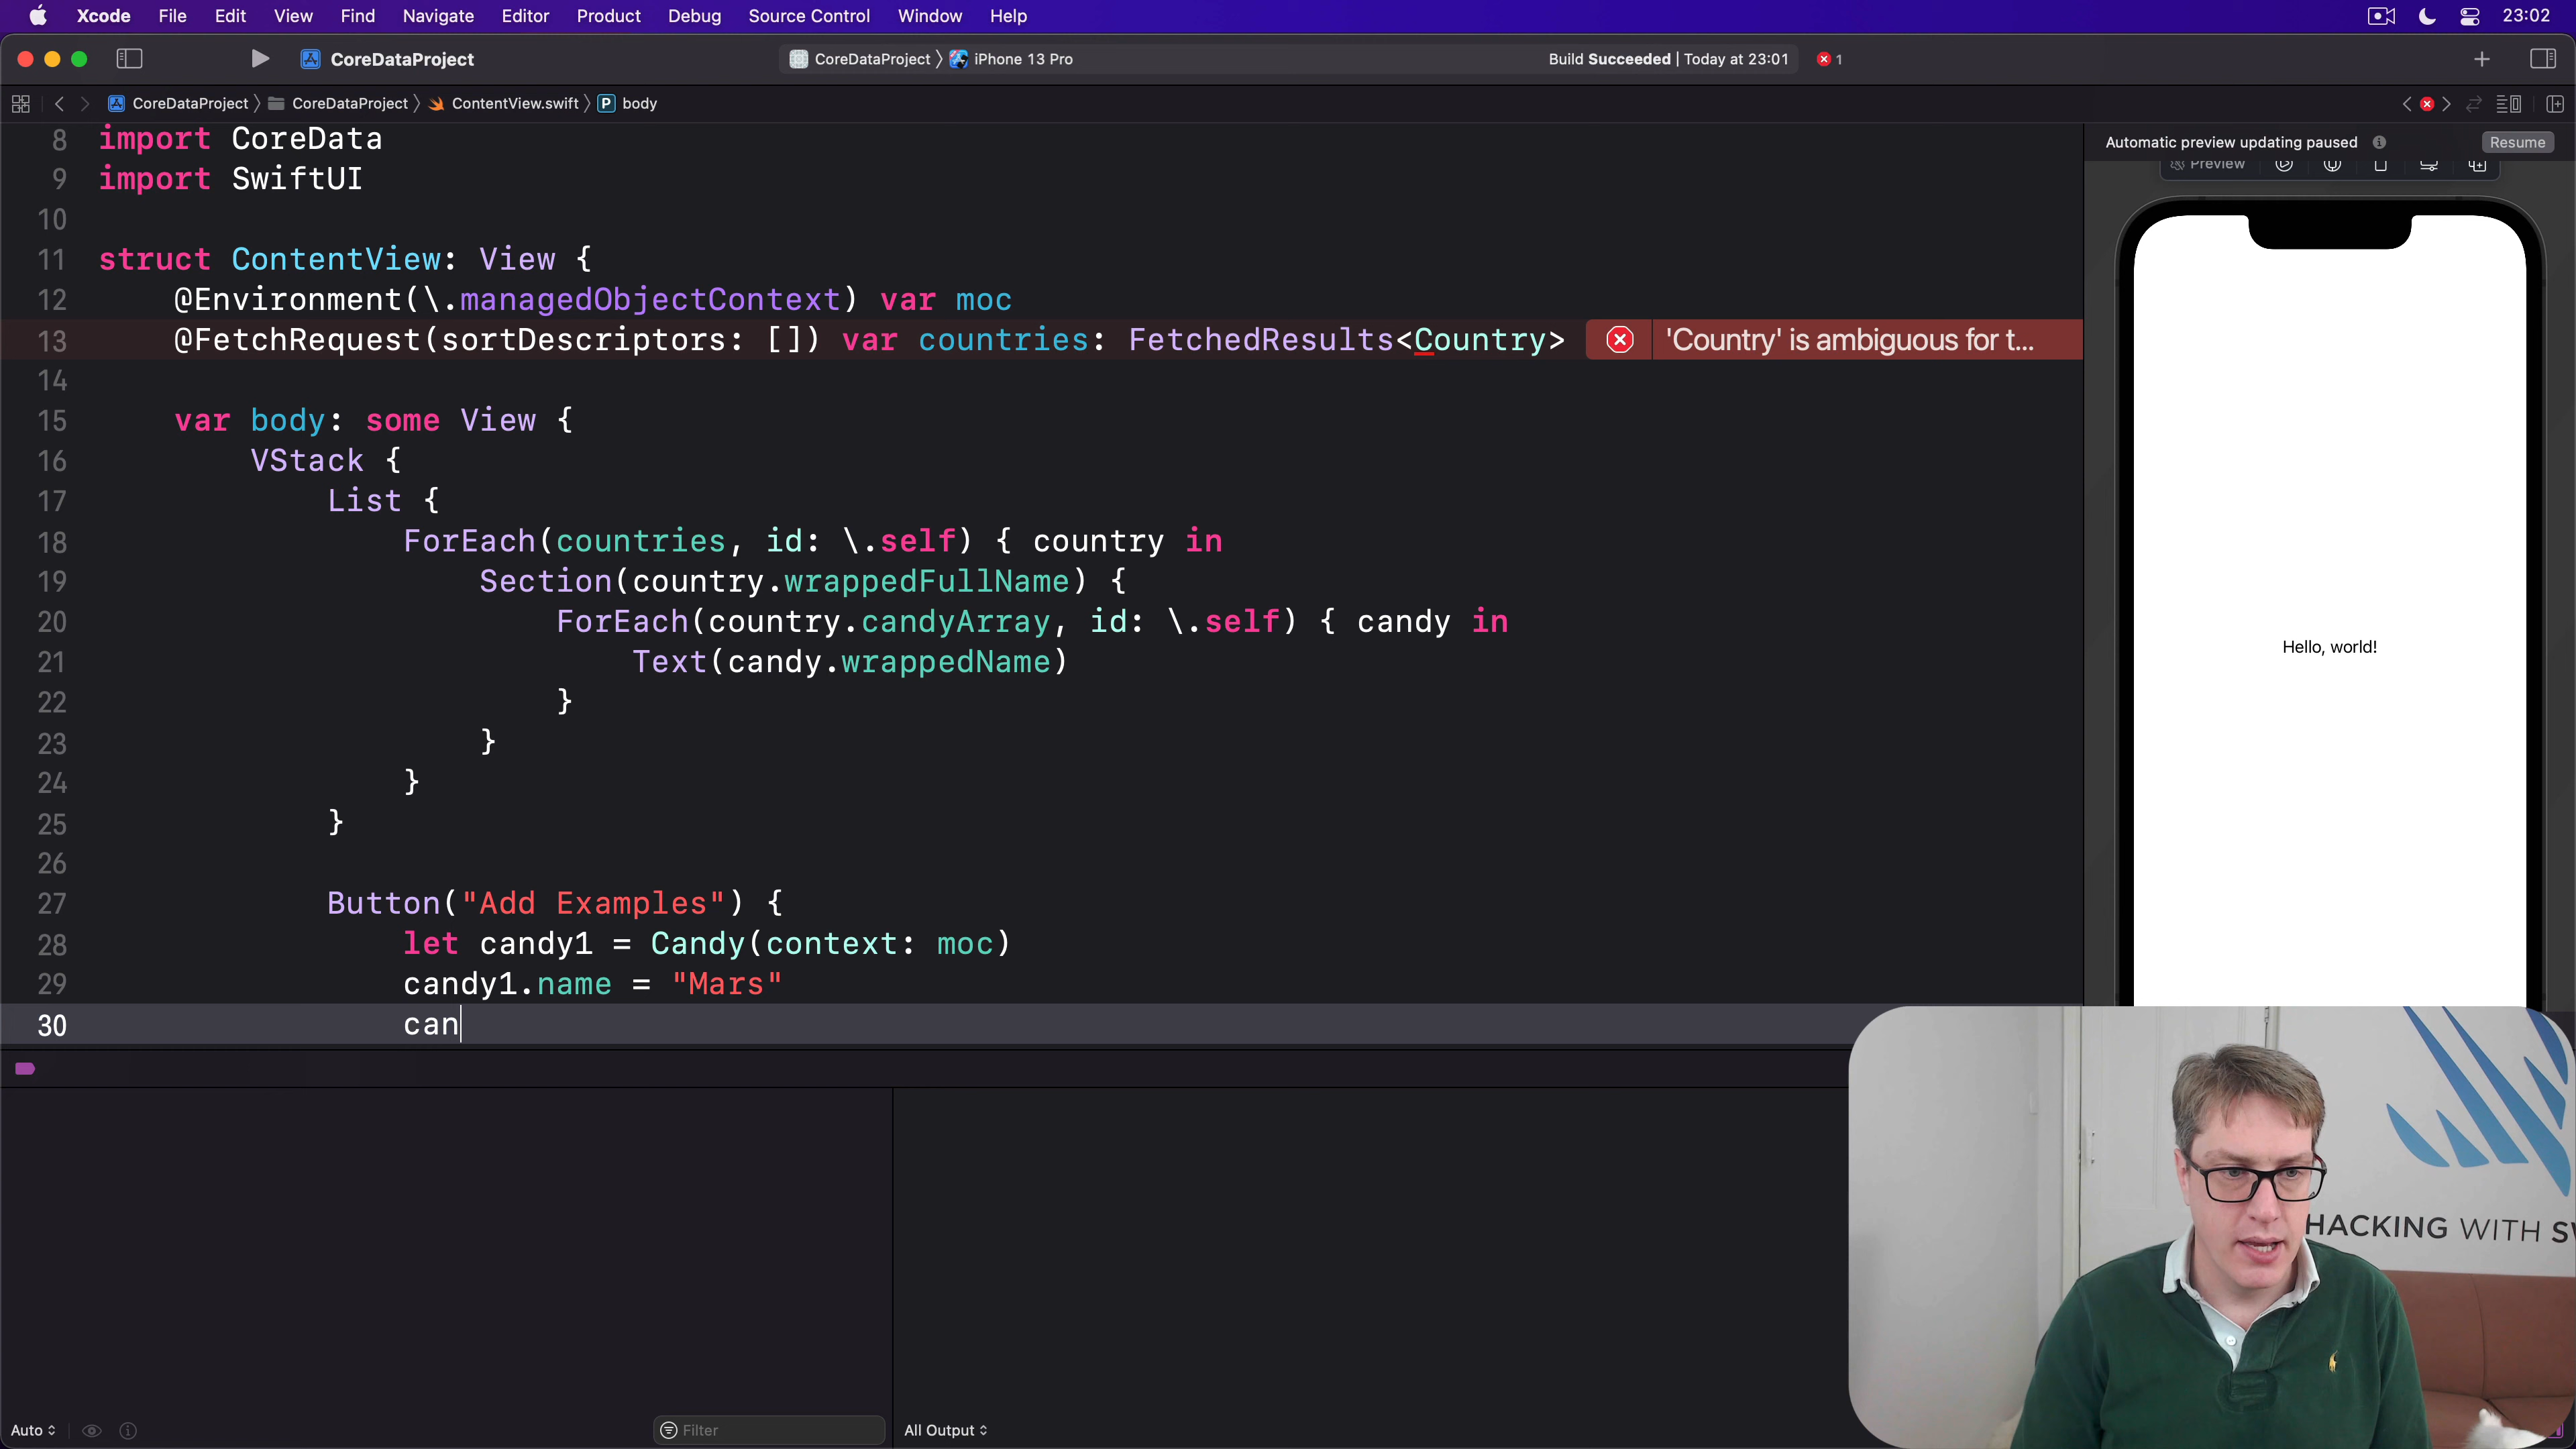 Xcode File Edit View Find Navigate Editor Product Debug Source Control Window Help 23:02
CoreDataProject CoreDataProject 〉 iPhone 13 Pro Build Succeeded | Today at 23:01 1
CoreDataProject 〉 CoreDataProject 〉 ContentView.swift 〉 P body
8 import CoreData
9 import SwiftUI
10
11 struct ContentView: View {
12 @Environment(\.managedObjectContext) var moc
13 @FetchRequest(sortDescriptors: []) var countries: FetchedResults<Country> 'Country' is ambiguous for t...
14
15 var body: some View {
16 VStack {
17 List {
18 ForEach(countries, id: \.self) { country in
19 Section(country.wrappedFullName) {
20 ForEach(country.candyArray, id: \.self) { candy in
21 Text(candy.wrappedName)
22 }
23 }
24 }
25 }
26
27 Button("Add Examples") {
28 let candy1 = Candy(context: moc)
29 candy1.name = "Mars"
30 can
Automatic preview updating paused Resume
Preview
Hello, world!
HACKING WITH SW
Auto Filter All Output